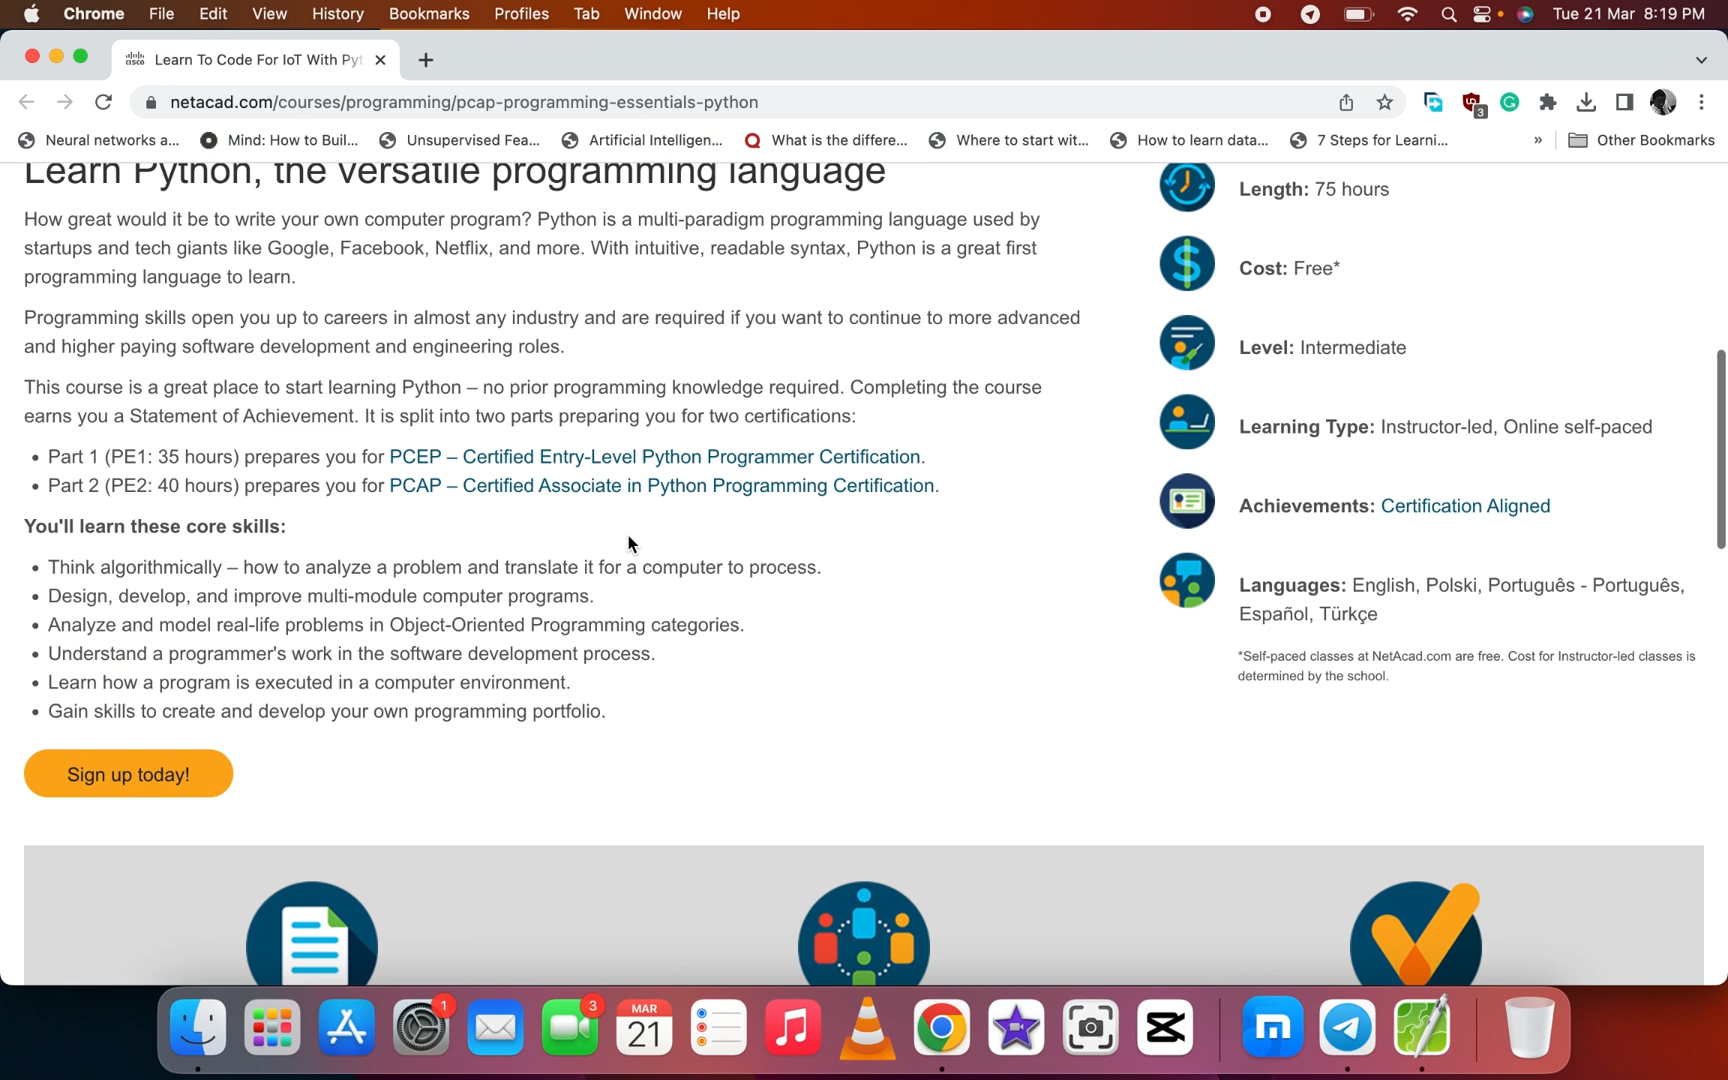 Chrome File Edit View History Bookmarks Profiles Tab Window Help Tue 21 Mar 8:19 PM
CISCO Learn To Code For IoT With Pyt
netacad.com/courses/programming/pcap-programming-essentials-python 3
Neural networks a... Mind: How to Buil... Unsupervised Fea... Artificial Intelligen... What is the differe... Where to start wit... How to learn data... 7 Steps for Learni... » Other Bookmarks
Learn Python, the versatile programming language
How great would it be to write your own computer program? Python is a multi-paradigm programming language used by
startups and tech giants like Google, Facebook, Netflix, and more. With intuitive, readable syntax, Python is a great first
programming language to learn.
Programming skills open you up to careers in almost any industry and are required if you want to continue to more advanced
and higher paying software development and engineering roles.
This course is a great place to start learning Python – no prior programming knowledge required. Completing the course
earns you a Statement of Achievement. It is split into two parts preparing you for two certifications:
• Part 1 (PE1: 35 hours) prepares you for PCEP – Certified Entry-Level Python Programmer Certification.
• Part 2 (PE2: 40 hours) prepares you for PCAP – Certified Associate in Python Programming Certification.
You'll learn these core skills:
• Think algorithmically – how to analyze a problem and translate it for a computer to process.
• Design, develop, and improve multi-module computer programs.
• Analyze and model real-life problems in Object-Oriented Programming categories.
• Understand a programmer's work in the software development process.
• Learn how a program is executed in a computer environment.
• Gain skills to create and develop your own programming portfolio.
Sign up today!
Length: 75 hours
Cost: Free*
Level: Intermediate
Learning Type: Instructor-led, Online self-paced
Achievements: Certification Aligned
Languages: English, Polski, Português - Português,
Español, Türkçe
*Self-paced classes at NetAcad.com are free. Cost for Instructor-led classes is
determined by the school.
1 3 MAR
21